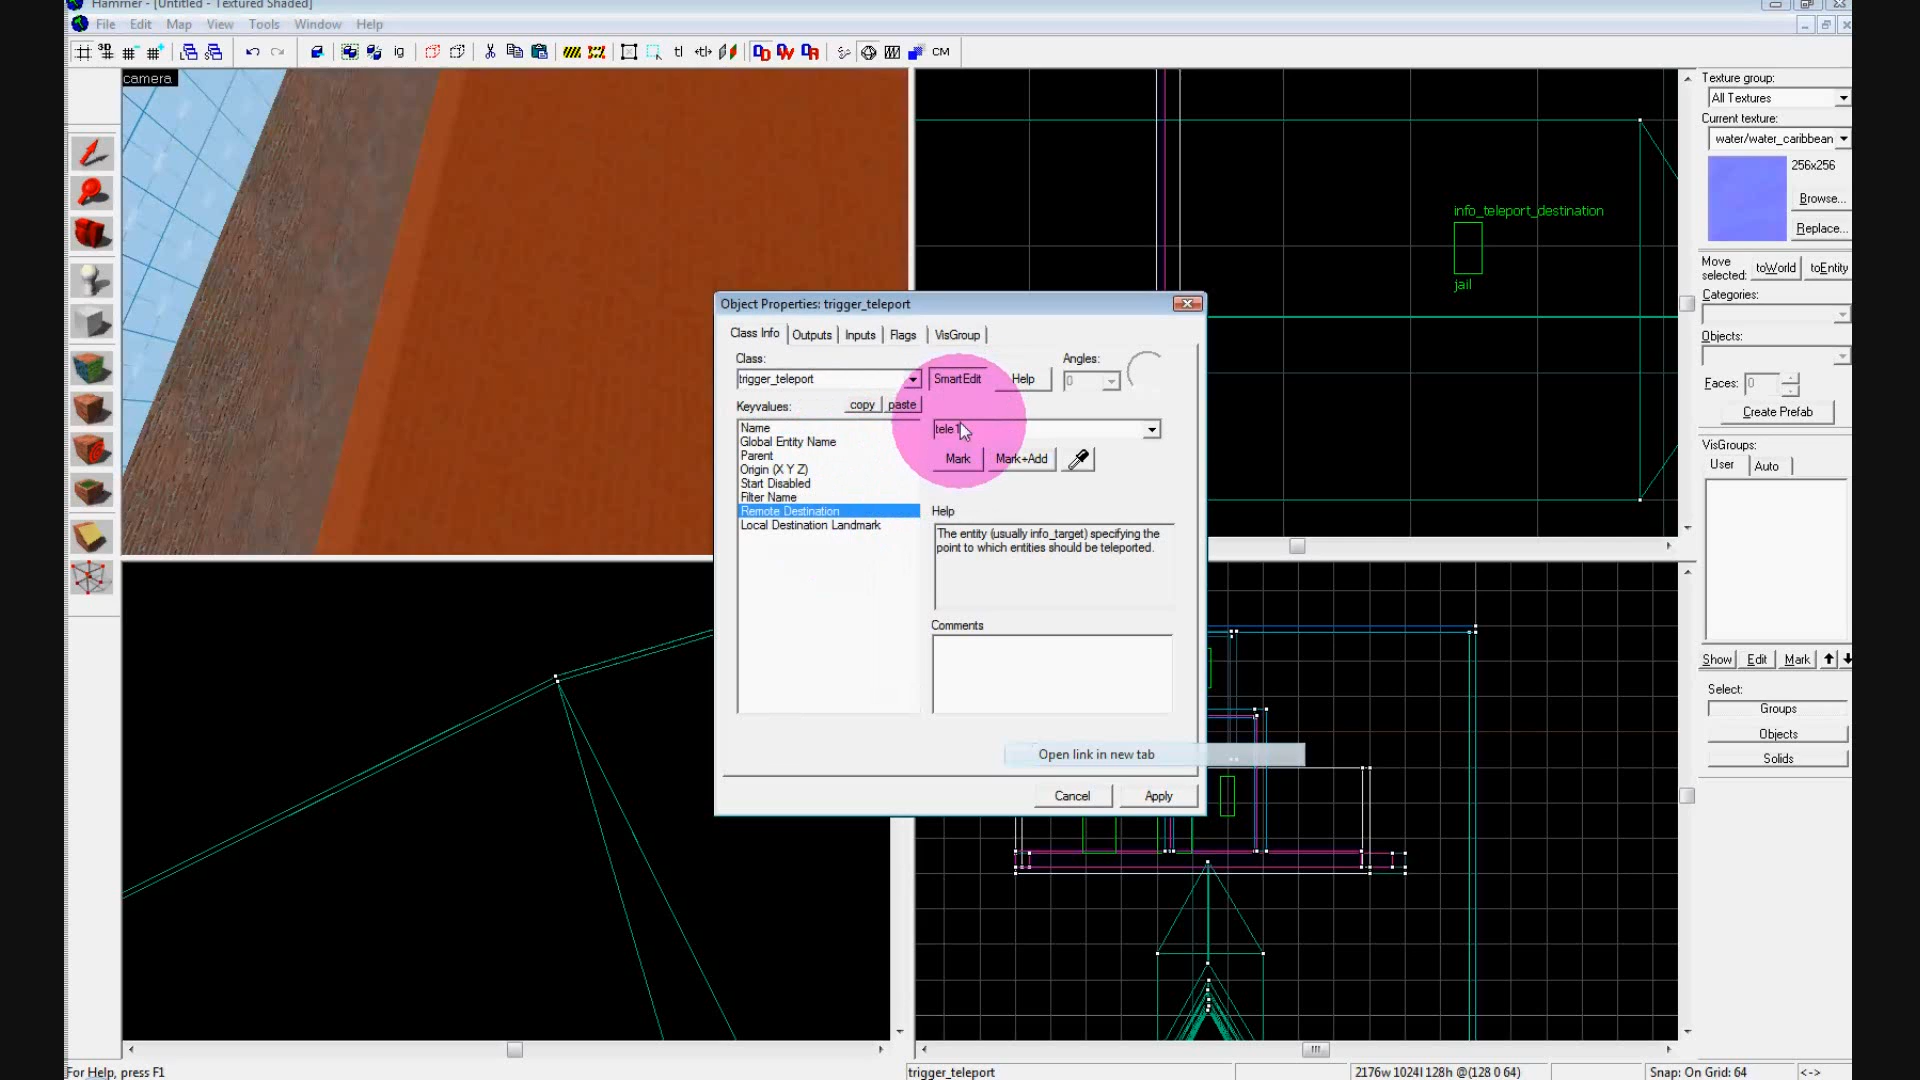 Hammer - [Untitled - Textured Shaded]
File Edit Map View Tools Window Help
3D ig tl CM
camera
info_teleport_destination
jail
Texture group:
All Textures
Current texture:
water/water_caribbean
256x256
Browse...
Replace...
Move selected: toWorld toEntity
Categories:
Objects:
Faces: 0
Create Prefab
VisGroups:
User Auto
Show Edit Mark
Select:
Groups
Objects
Solids
Object Properties: trigger_teleport
Class Info Outputs Inputs Flags VisGroup
Class:
trigger_teleport
SmartEdit Help
Angles:
0
Keyvalues: copy paste
Name
Global Entity Name
Parent
Origin (X Y Z)
Start Disabled
Filter Name
Remote Destination
Local Destination Landmark
tele1
Mark Mark+Add
Help
The entity (usually info_target) specifying the
point to which entities should be teleported.
Comments
Open link in new tab
Cancel Apply
For Help, press F1
trigger_teleport
2176w 1024l 128h @(128 0 64)
Snap: On Grid: 64
<->